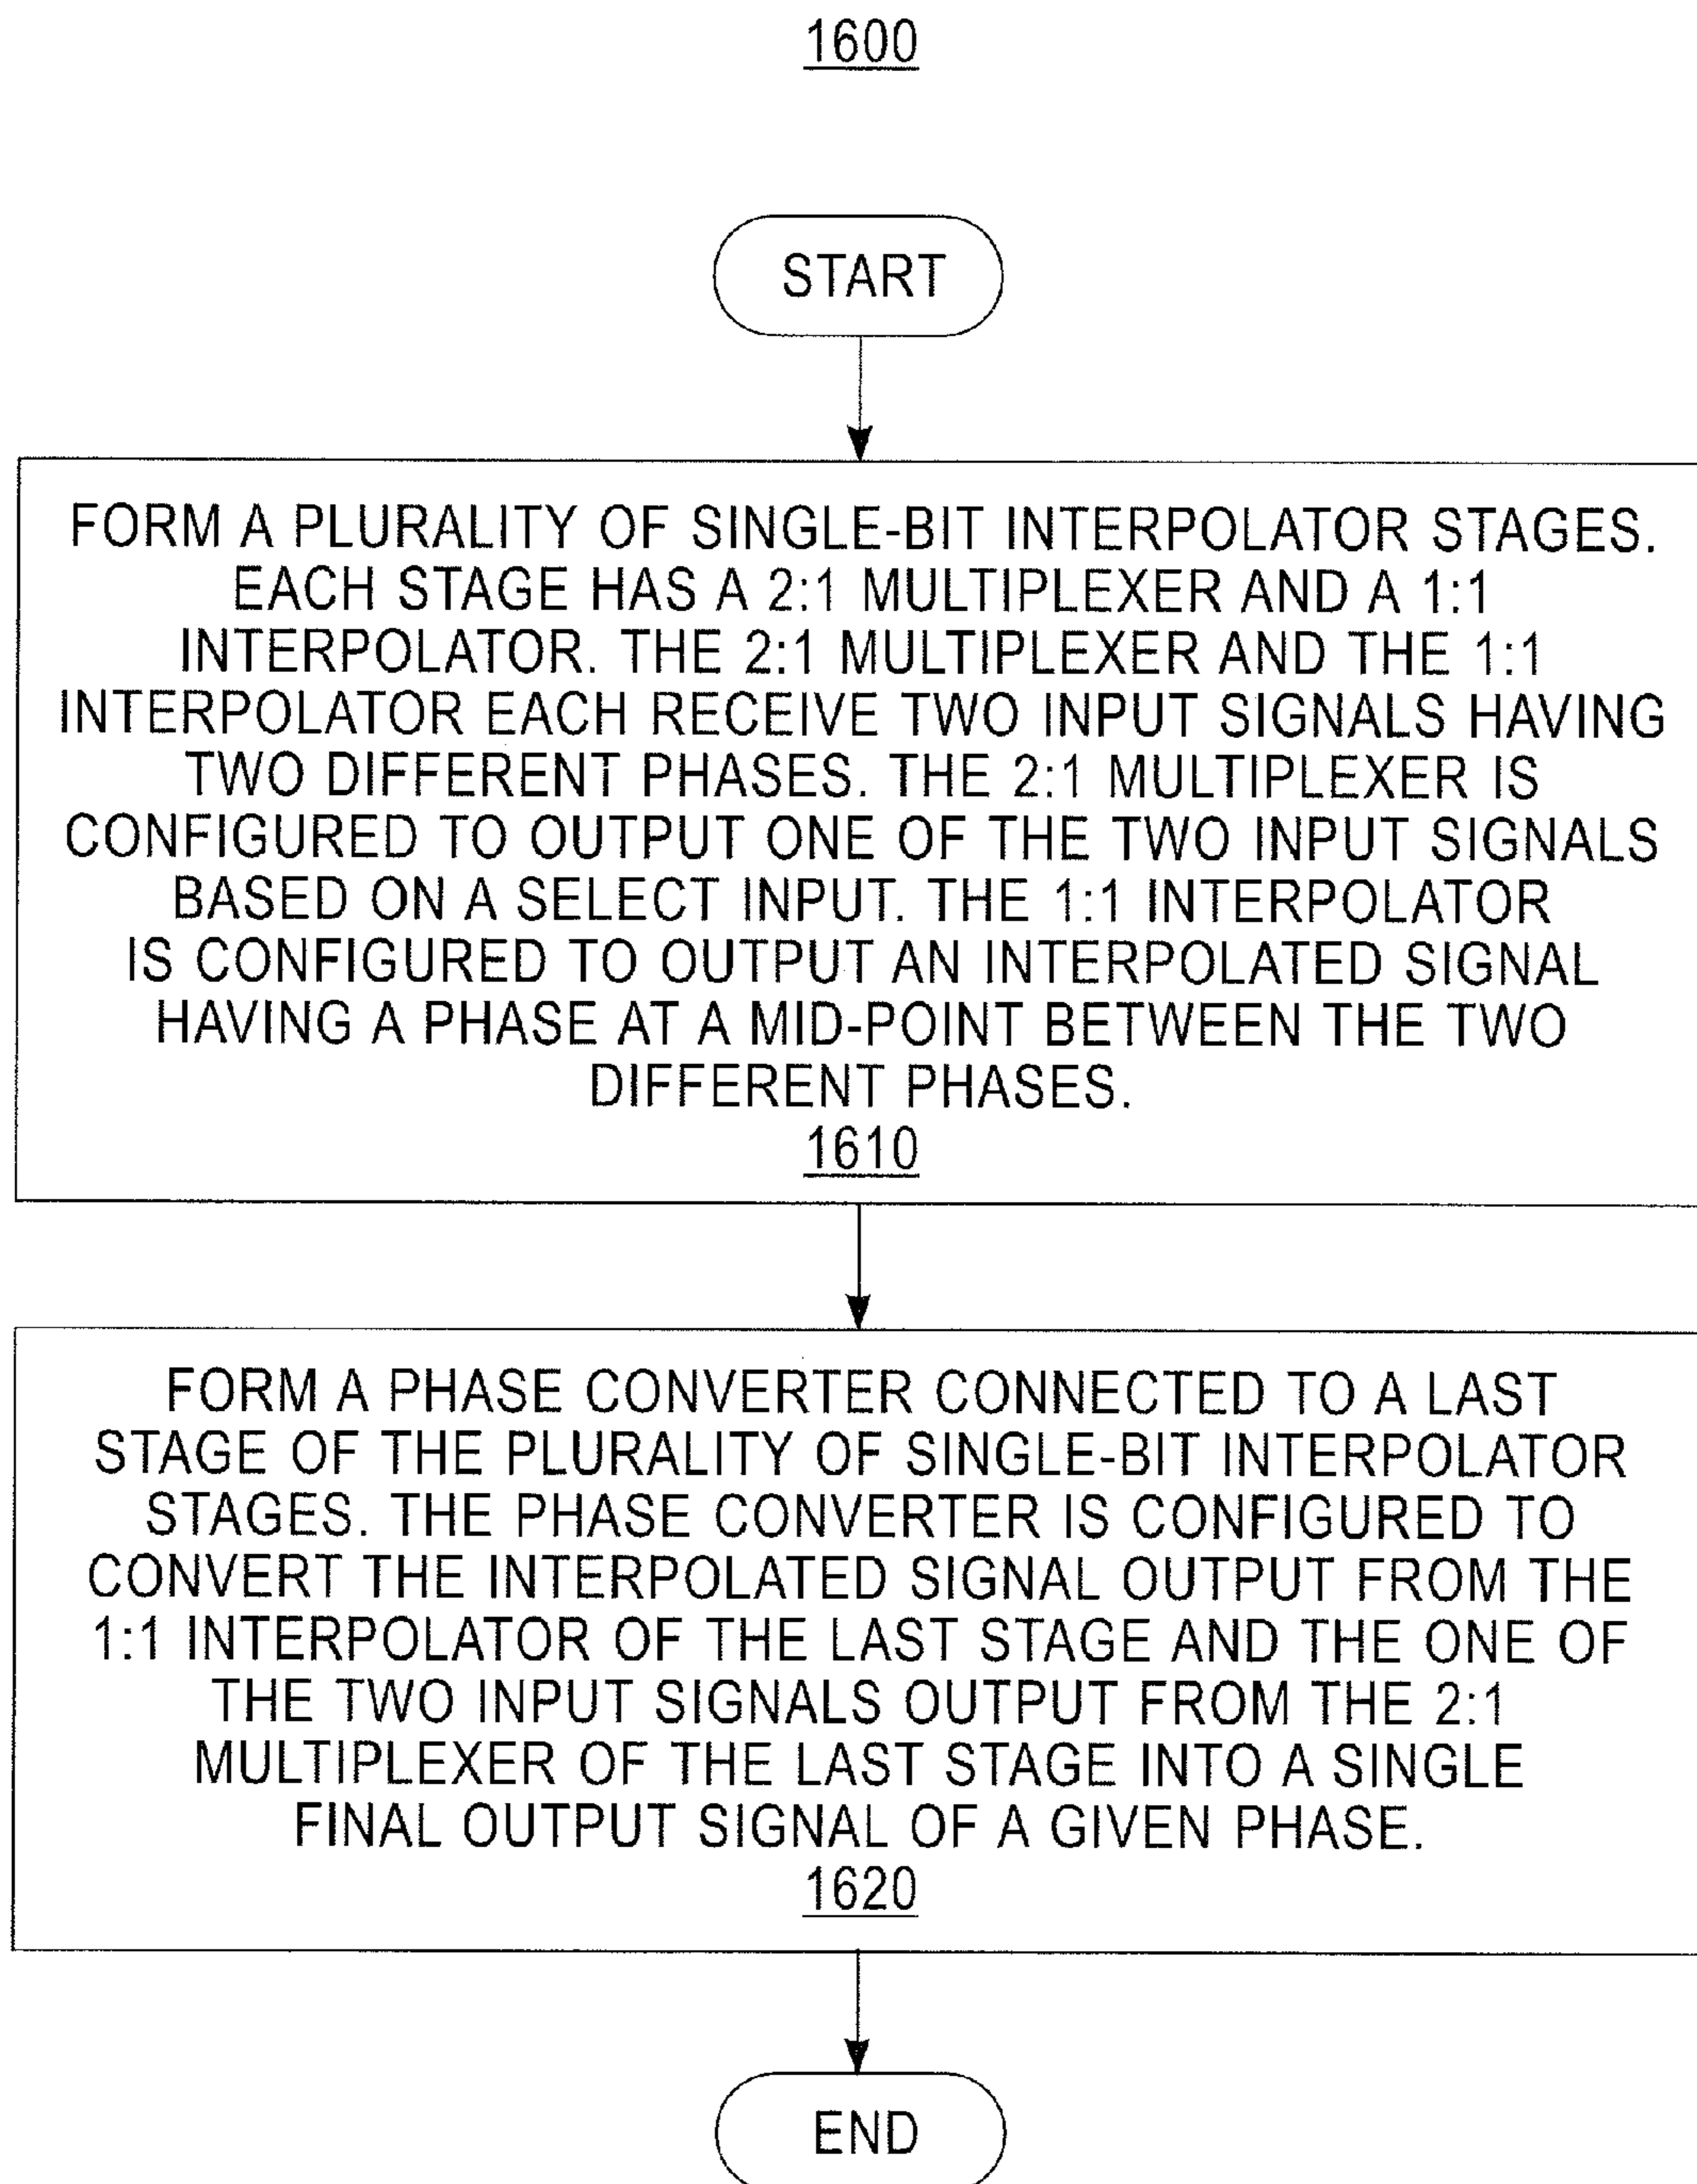 1600
START
FORM A PLURALITY OF SINGLE-BIT INTERPOLATOR STAGES.
EACH STAGE HAS A 2:1 MULTIPLEXER AND A 1:1
INTERPOLATOR. THE 2:1 MULTIPLEXER AND THE 1:1
INTERPOLATOR EACH RECEIVE TWO INPUT SIGNALS HAVING
TWO DIFFERENT PHASES. THE 2:1 MULTIPLEXER IS
CONFIGURED TO OUTPUT ONE OF THE TWO INPUT SIGNALS
BASED ON A SELECT INPUT. THE 1:1 INTERPOLATOR
IS CONFIGURED TO OUTPUT AN INTERPOLATED SIGNAL
HAVING A PHASE AT A MID-POINT BETWEEN THE TWO
DIFFERENT PHASES.
1610
FORM A PHASE CONVERTER CONNECTED TO A LAST
STAGE OF THE PLURALITY OF SINGLE-BIT INTERPOLATOR
STAGES. THE PHASE CONVERTER IS CONFIGURED TO
CONVERT THE INTERPOLATED SIGNAL OUTPUT FROM THE
1:1 INTERPOLATOR OF THE LAST STAGE AND THE ONE OF
THE TWO INPUT SIGNALS OUTPUT FROM THE 2:1
MULTIPLEXER OF THE LAST STAGE INTO A SINGLE
FINAL OUTPUT SIGNAL OF A GIVEN PHASE.
1620
END